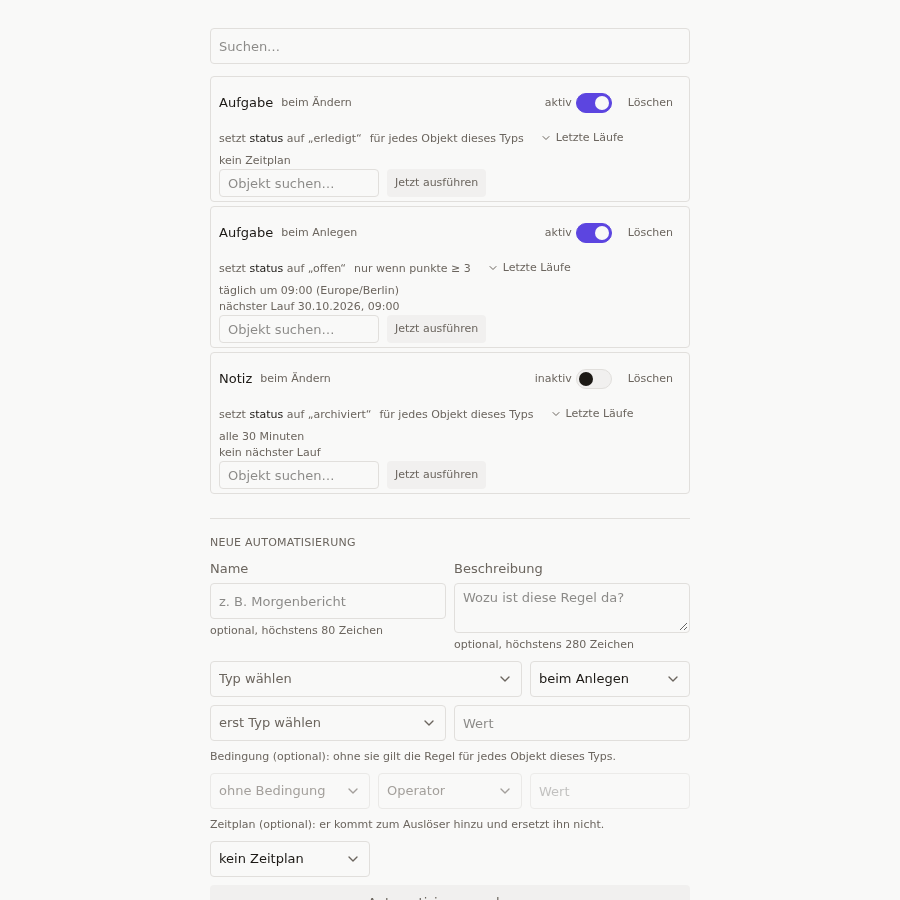 Suchen…
Aufgabe beim Ändern aktiv Löschen
setzt status auf „erledigt“ für jedes Objekt dieses Typs Letzte Läufe
kein Zeitplan
Objekt suchen… Jetzt ausführen
Aufgabe beim Anlegen aktiv Löschen
setzt status auf „offen“ nur wenn punkte ≥ 3 Letzte Läufe
täglich um 09:00 (Europe/Berlin)
nächster Lauf 30.10.2026, 09:00
Objekt suchen… Jetzt ausführen
Notiz beim Ändern inaktiv Löschen
setzt status auf „archiviert“ für jedes Objekt dieses Typs Letzte Läufe
alle 30 Minuten
kein nächster Lauf
Objekt suchen… Jetzt ausführen
NEUE AUTOMATISIERUNG
Name Beschreibung
z. B. Morgenbericht Wozu ist diese Regel da?
optional, höchstens 80 Zeichen
optional, höchstens 280 Zeichen
Typ wählen beim Anlegen
erst Typ wählen Wert
Bedingung (optional): ohne sie gilt die Regel für jedes Objekt dieses Typs.
ohne Bedingung Operator Wert
Zeitplan (optional): er kommt zum Auslöser hinzu und ersetzt ihn nicht.
kein Zeitplan